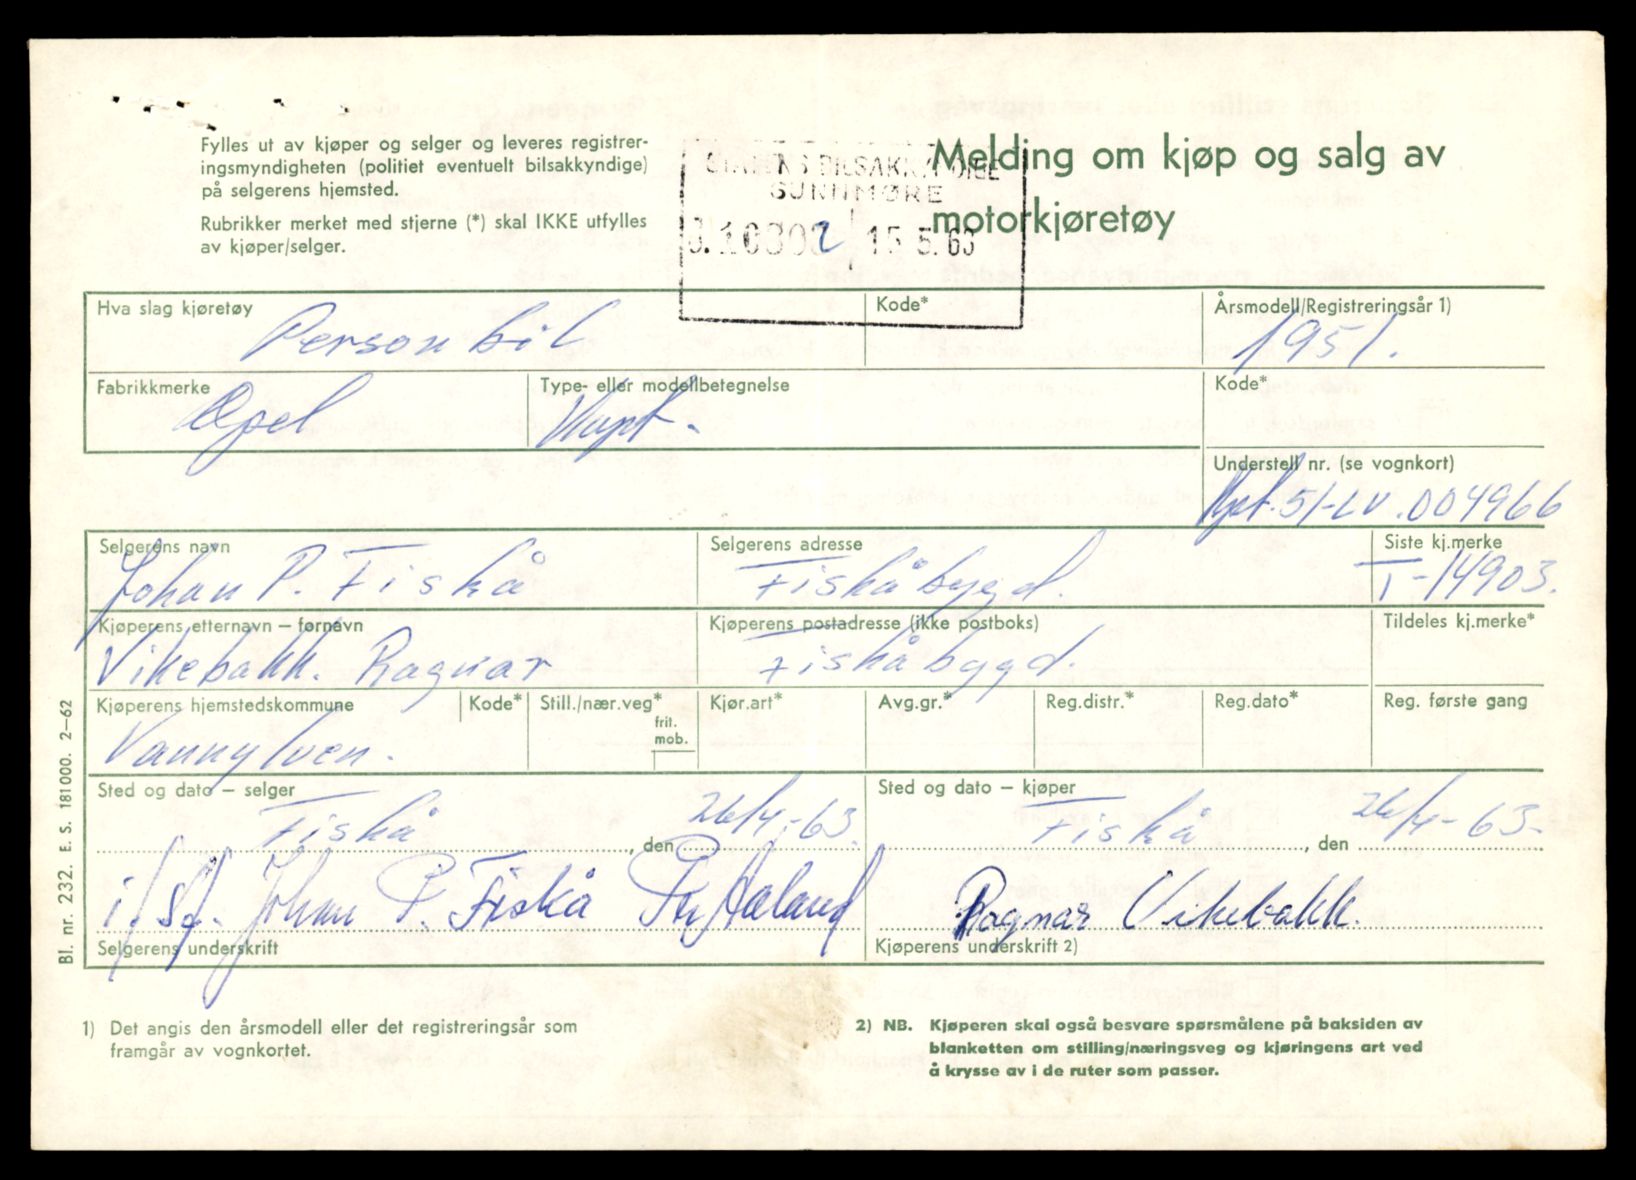 Fylles ut av kjøper og selger og leveres registrer-
ingsmyndigheten (politiet eventuelt bilsakkyndige)
på selgerens hjemsted.
Rubrikker merket med stjerne (*) skal IKKE utfylles
av kjøper/selger.
STATENS BILSAKKYNDIGE
SUNNMØRE
15 5. 63
Melding om kjøp og salg av
motorkjøretøy
Hva slag kjøretøy
Kode*
Årsmodell/Registreringsår 1)
Personbil
1951.
Fabrikkmerke
Type- eller modellbetegnelse
Kode*
Opel
Kapt.
Understell nr. (se vognkort)
51-LV.004966
Selgerens navn
Selgerens adresse
Siste kj.merke
Johan P. Fiskå
Fiskåbygd.
T-14903.
Kjøperens etternavn – fornavn
Kjøperens postadresse (ikke postboks)
Tildeles kj.merke*
Vikebakk. Ragnar
Fiskåbygd.
Kjøperens hjemstedskommune
Kode*
Still./nær.veg*
frit.
mob.
Kjør.art*
Avg.gr.*
Reg.distr.*
Reg.dato*
Reg. første gang
Vannylven.
Sted og dato – selger
Sted og dato – kjøper
Fiskå, den 26/4-63
Fiskå, den 26/4-63-
Johan P. Fiskå
Ragnar Vikebakk.
Selgerens underskrift
Kjøperens underskrift 2)
Bl. nr. 232. E. S. 181000. 2–62
1) Det angis den årsmodell eller det registreringsår som
framgår av vognkortet.
2) NB. Kjøperen skal også besvare spørsmålene på baksiden av
blanketten om stilling/næringsveg og kjøringens art ved
å krysse av i de ruter som passer.